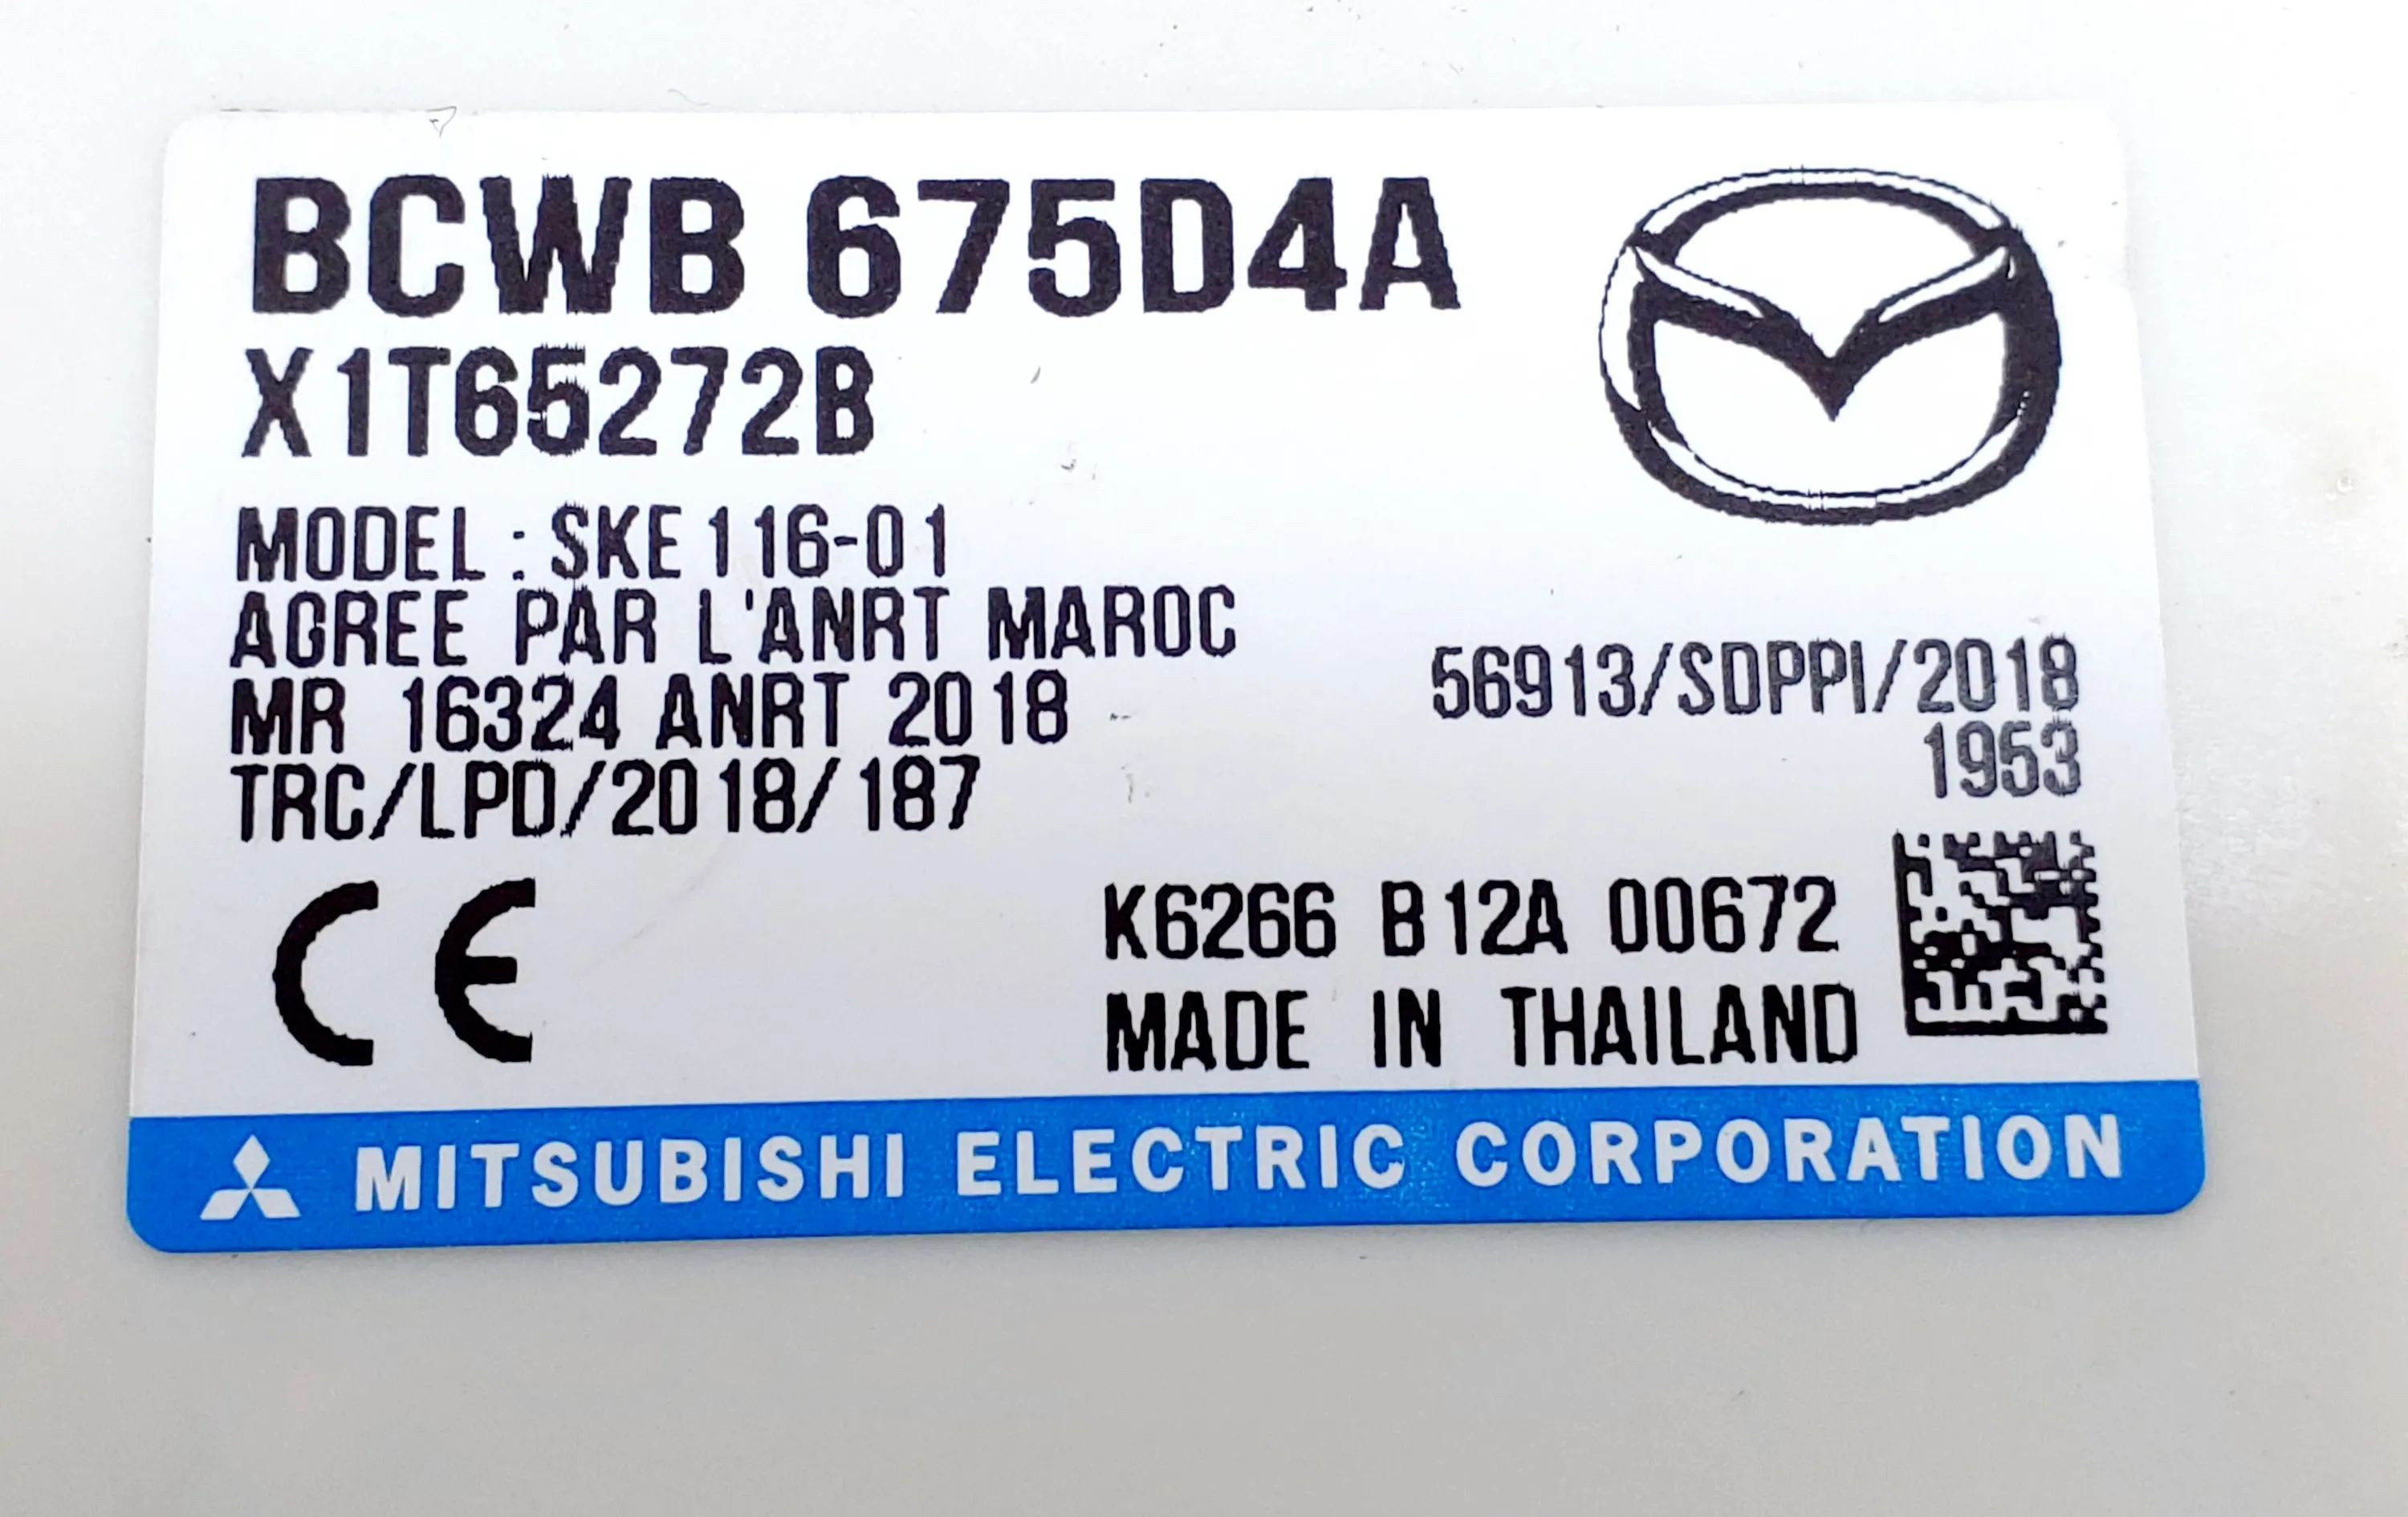 BCWB 675D4A
X1T65272B
MODEL : SKE116-01
AGREE PAR L'ANRT MAROC
MR 16324 ANRT 2018
TRC/LPD/2018/187
56913/SDPPI/2018
1953
CE
K6266 B12A 00672
MADE IN THAILAND
MITSUBISHI ELECTRIC CORPORATION